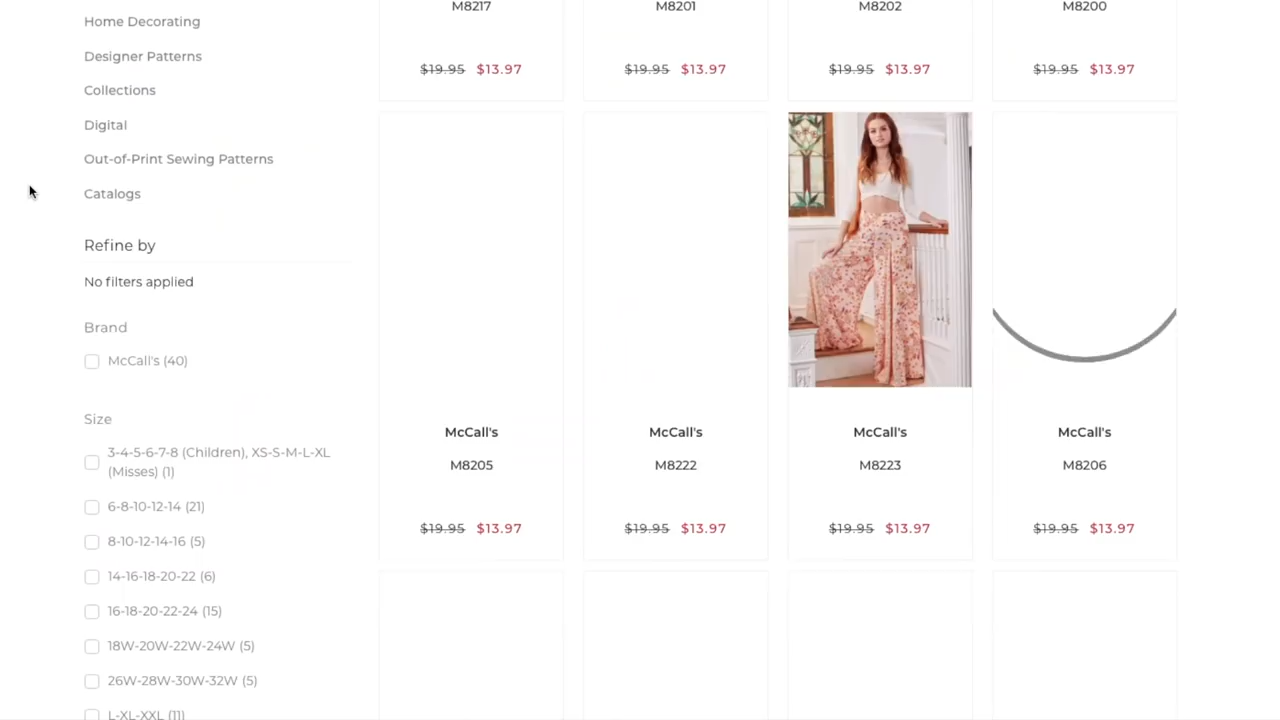 Home Decorating
Designer Patterns
Collections
Digital
Out-of-Print Sewing Patterns
Catalogs
Refine by
No filters applied
Brand
McCall's (40)
Size
3-4-5-6-7-8 (Children), XS-S-M-L-XL
(Misses) (1)
6-8-10-12-14 (21)
8-10-12-14-16 (5)
14-16-18-20-22 (6)
16-18-20-22-24 (15)
18W-20W-22W-24W (5)
26W-28W-30W-32W (5)
L-XL-XXL (11)
M8217 M8201 M8202 M8200
$19.95 $13.97 $19.95 $13.97 $19.95 $13.97 $19.95 $13.97
McCall's McCall's McCall's McCall's
M8205 M8222 M8223 M8206
$19.95 $13.97 $19.95 $13.97 $19.95 $13.97 $19.95 $13.97